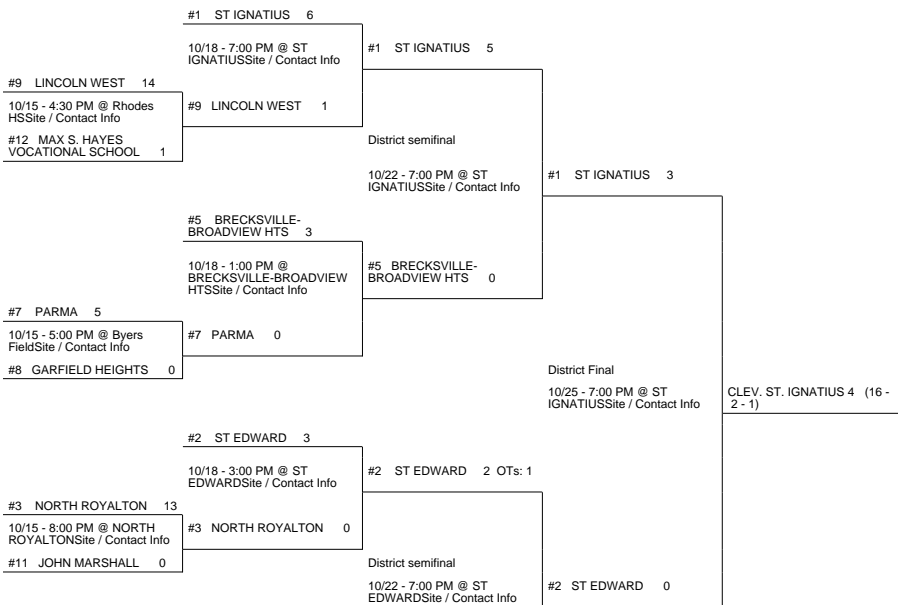 #1 ST IGNATIUS 6
10/18 - 7:00 PM @ ST
IGNATIUSSite / Contact Info
#1 ST IGNATIUS 5
#9 LINCOLN WEST 14
10/15 - 4:30 PM @ Rhodes
HSSite / Contact Info
#9 LINCOLN WEST 1
#12 MAX S. HAYES
VOCATIONAL SCHOOL 1
District semifinal
10/22 - 7:00 PM @ ST
IGNATIUSSite / Contact Info
#1 ST IGNATIUS 3
#5 BRECKSVILLE-
BROADVIEW HTS 3
10/18 - 1:00 PM @
BRECKSVILLE-BROADVIEW
HTSSite / Contact Info
#5 BRECKSVILLE-
BROADVIEW HTS 0
#7 PARMA 5
10/15 - 5:00 PM @ Byers
FieldSite / Contact Info
#7 PARMA 0
#8 GARFIELD HEIGHTS 0
District Final
10/25 - 7:00 PM @ ST
IGNATIUSSite / Contact Info
CLEV. ST. IGNATIUS 4 (16 -
2 - 1)
#2 ST EDWARD 3
10/18 - 3:00 PM @ ST
EDWARDSite / Contact Info
#2 ST EDWARD 2 OTs: 1
#3 NORTH ROYALTON 13
10/15 - 8:00 PM @ NORTH
ROYALTONSite / Contact Info
#3 NORTH ROYALTON 0
#11 JOHN MARSHALL 0
District semifinal
10/22 - 7:00 PM @ ST
EDWARDSite / Contact Info
#2 ST EDWARD 0